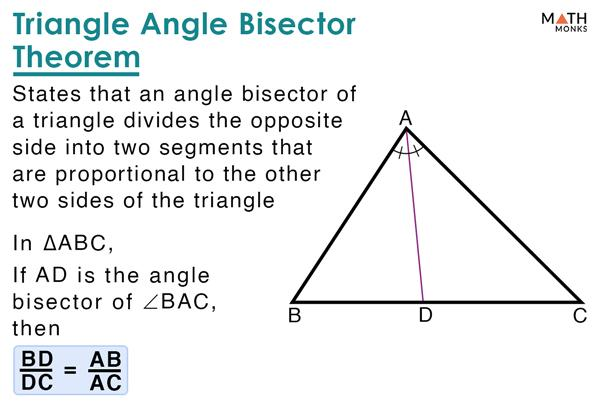 Triangle Angle Bisector
Theorem
MATH
MONKS
States that an angle bisector of
a triangle divides the opposite
side into two segments that
are proportional to the other
two sides of the triangle
In ΔABC,
If AD is the angle
bisector of ∠BAC,
then
BD/DC = AB/AC
A
B
D
C